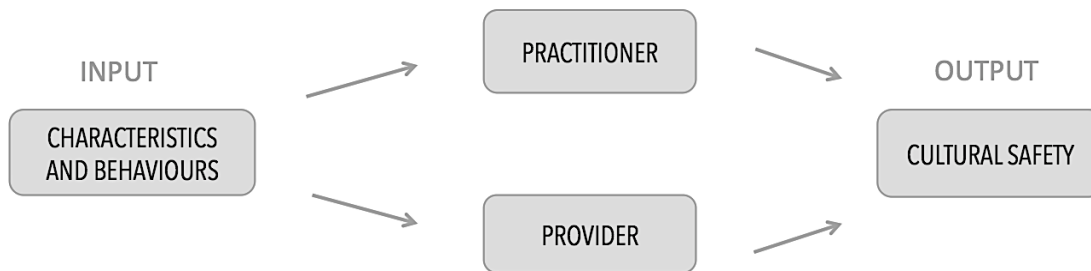 INPUT
CHARACTERISTICS
AND BEHAVIOURS
PRACTITIONER
PROVIDER
OUTPUT
CULTURAL SAFETY